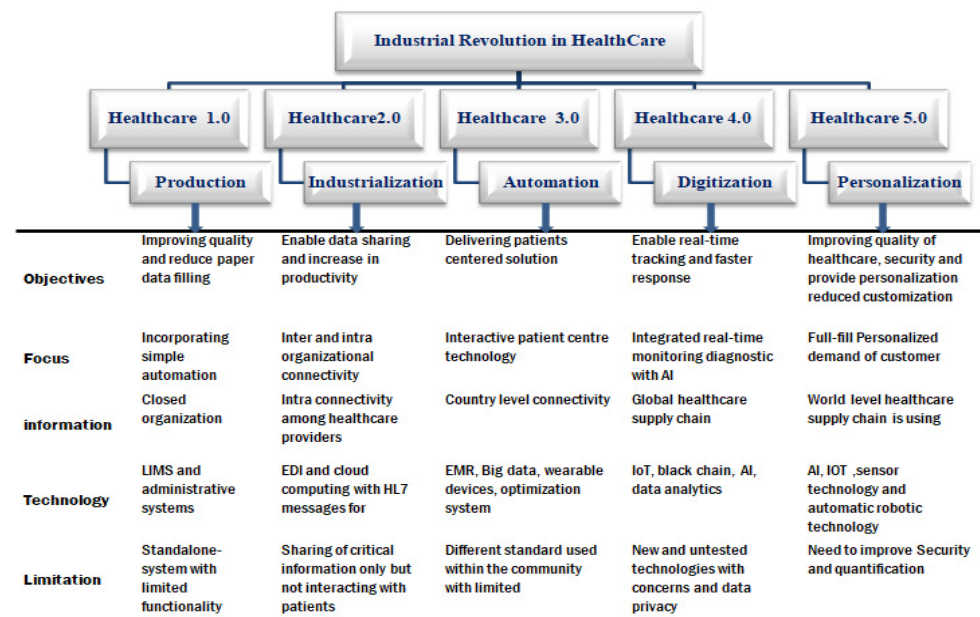 Industrial Revolution in HealthCare
Healthcare 1.0
Healthcare2.0
Healthcare 3.0
Healthcare 4.0
Healthcare 5.0
Production
Industrialization
Automation
Digitization
Personalization
Objectives
Improving quality
and reduce paper
data filling
Enable data sharing
and increase in
productivity
Delivering patients
centered solution
Enable real-time
tracking and faster
response
Improving quality of
healthcare, security and
provide personalization
reduced customization
Focus
Incorporating
simple
automation
Inter and intra
organizational
connectivity
Interactive patient centre
technology
Integrated real-time
monitoring diagnostic
with AI
Full-fill Personalized
demand of customer
information
Closed
organization
Intra connectivity
among healthcare
providers
Country level connectivity
Global healthcare
supply chain
World level healthcare
supply chain is using
Technology
LIMS and
administrative
systems
EDI and cloud
computing with HL7
messages for
EMR, Big data, wearable
devices, optimization
system
IoT, black chain, AI,
data analytics
AI, IOT ,sensor
technology and
automatic robotic
technology
Limitation
Standalone-
system with
limited
functionality
Sharing of critical
information only but
not interacting with
patients
Different standard used
within the community
with limited
New and untested
technologies with
concerns and data
privacy
Need to improve Security
and quantification